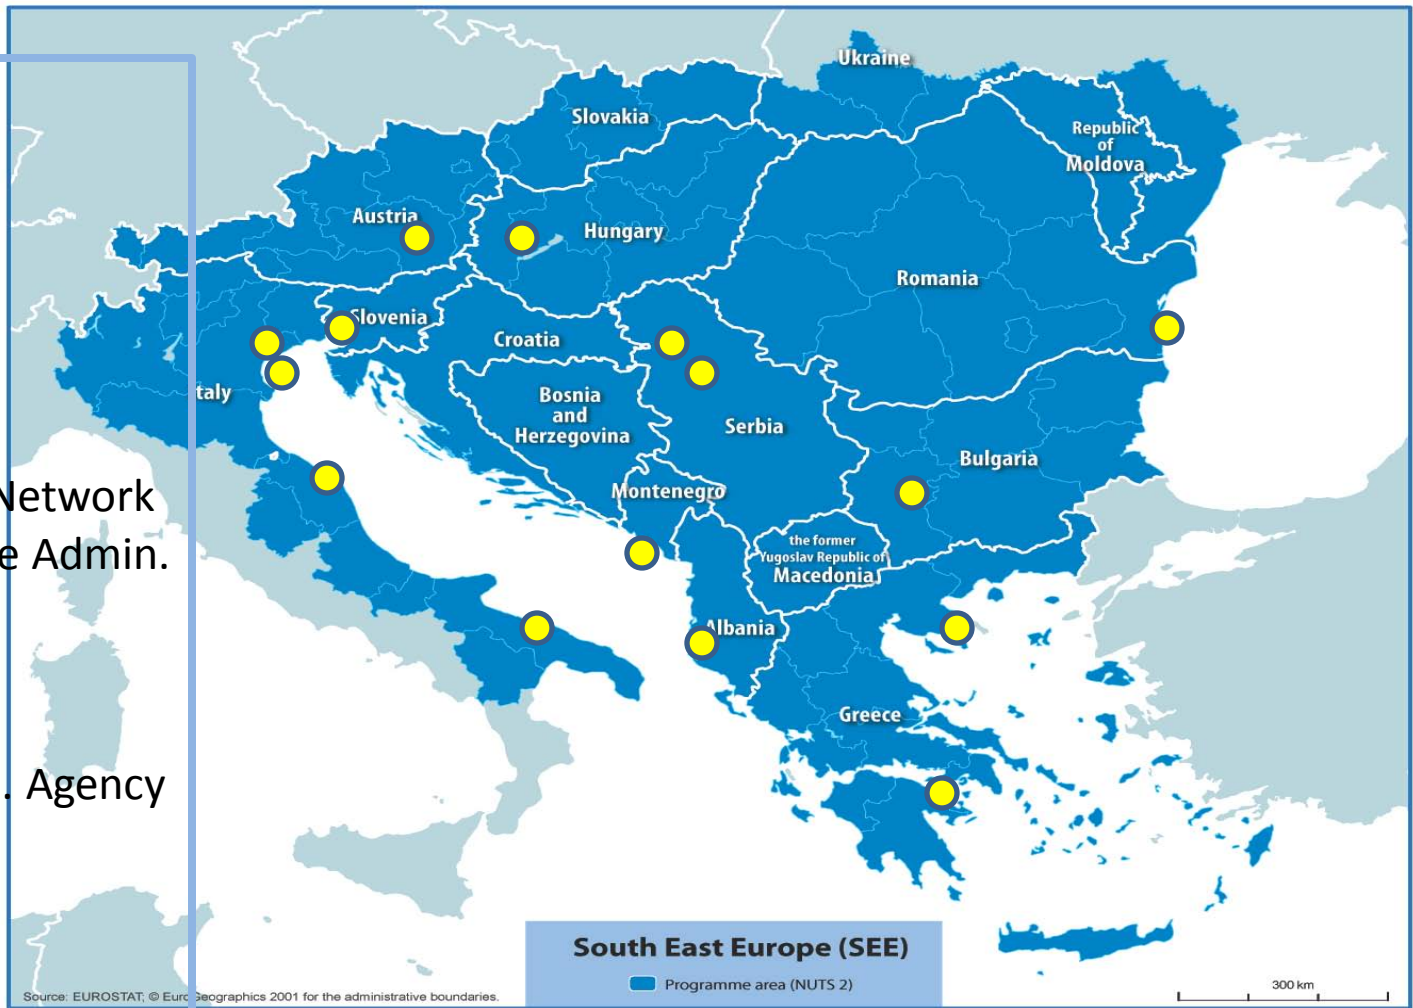 Ukraine
Slovakia
Republic
of
Moldova
Austria
Hungary
Romania
Slovenia
Croatia
taly
Bosnia
and
Herzegovina
Serbia
Bulgaria
Montenegro
Network
e Admin.
the former
Yugoslav Republic of
Macedonia
Albania
Greece
. Agency
South East Europe (SEE)
Programme area (NUTS 2)
300 km
Source: EUROSTAT; © EuroGeographics 2001 for the administrative boundaries.